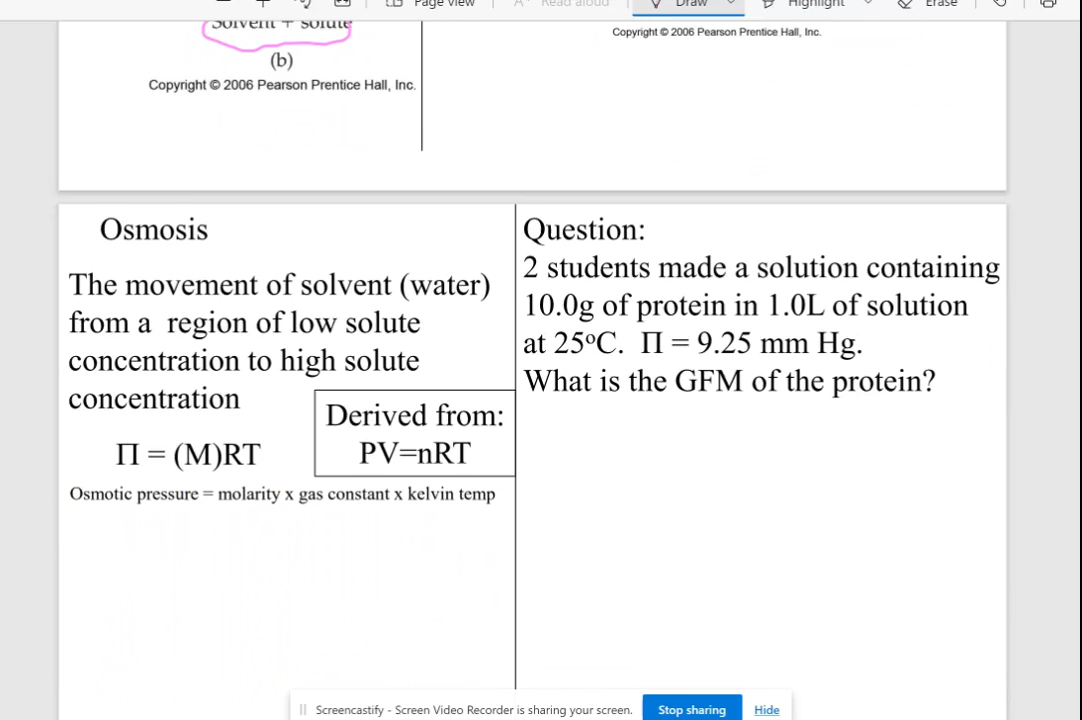 Page view
Read aloud
Draw
Highlight
Erase
Solvent + solute
(b)
Copyright © 2006 Pearson Prentice Hall, Inc.
Copyright © 2006 Pearson Prentice Hall, Inc.
Osmosis
The movement of solvent (water)
from a region of low solute
concentration to high solute
concentration
Derived from:
PV=nRT
Π = (M)RT
Osmotic pressure = molarity x gas constant x kelvin temp
Question:
2 students made a solution containing
10.0g of protein in 1.0L of solution
at 25°C. Π = 9.25 mm Hg.
What is the GFM of the protein?
Screencastify - Screen Video Recorder is sharing your screen.
Stop sharing
Hide